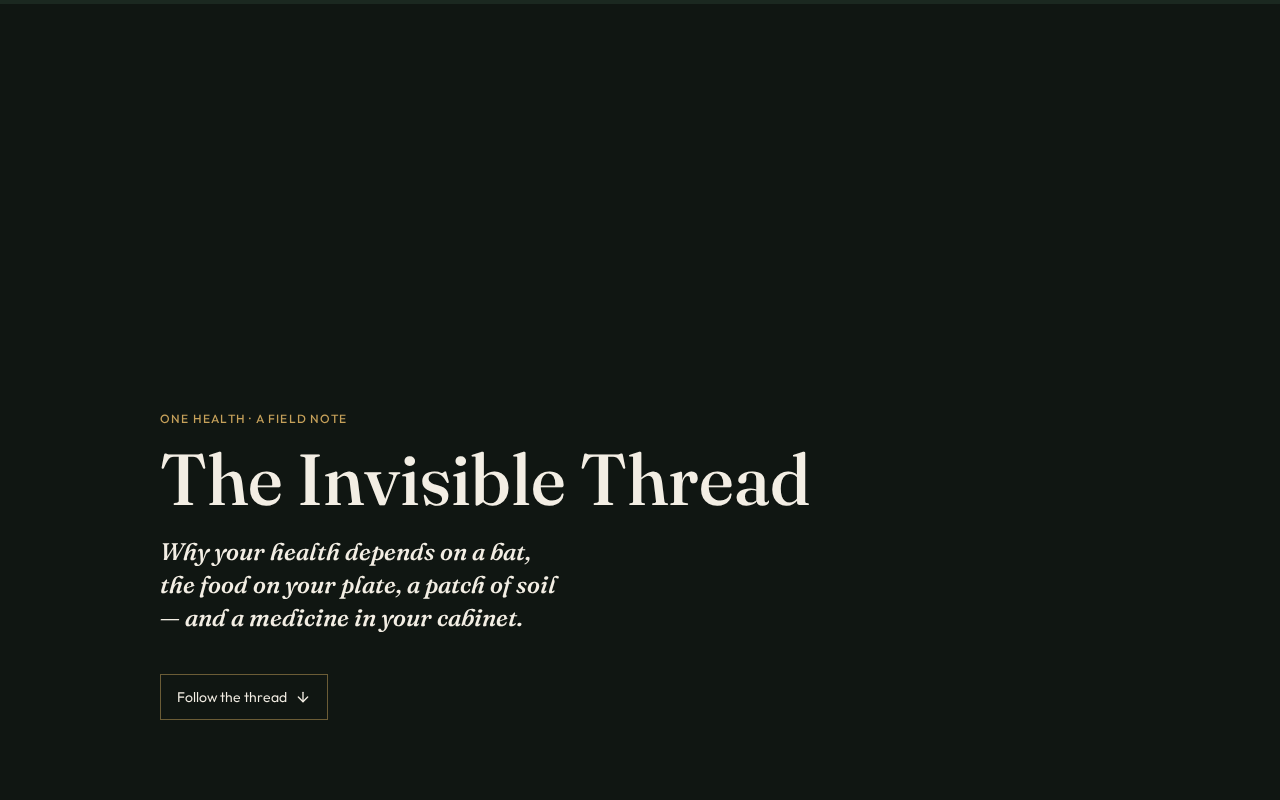 ONE HEALTH · A FIELD NOTE
The Invisible Thread
Why your health depends on a bat,
the food on your plate, a patch of soil
— and a medicine in your cabinet.
Follow the thread ↓